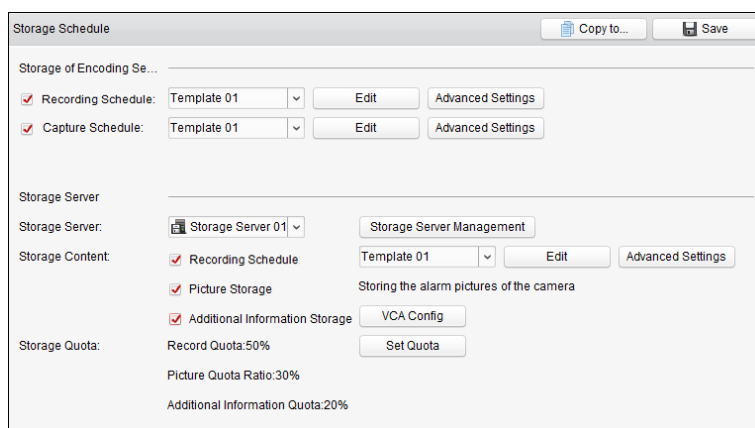 Storage Schedule Copy to... Save
Storage of Encoding Se...
Recording Schedule: Template 01 Edit Advanced Settings
Capture Schedule: Template 01 Edit Advanced Settings
Storage Server
Storage Server: Storage Server 01 Storage Server Management
Storage Content: Recording Schedule Template 01 Edit Advanced Settings
Picture Storage Storing the alarm pictures of the camera
Additional Information Storage VCA Config
Storage Quota: Record Quota:50% Set Quota
Picture Quota Ratio:30%
Additional Information Quota:20%